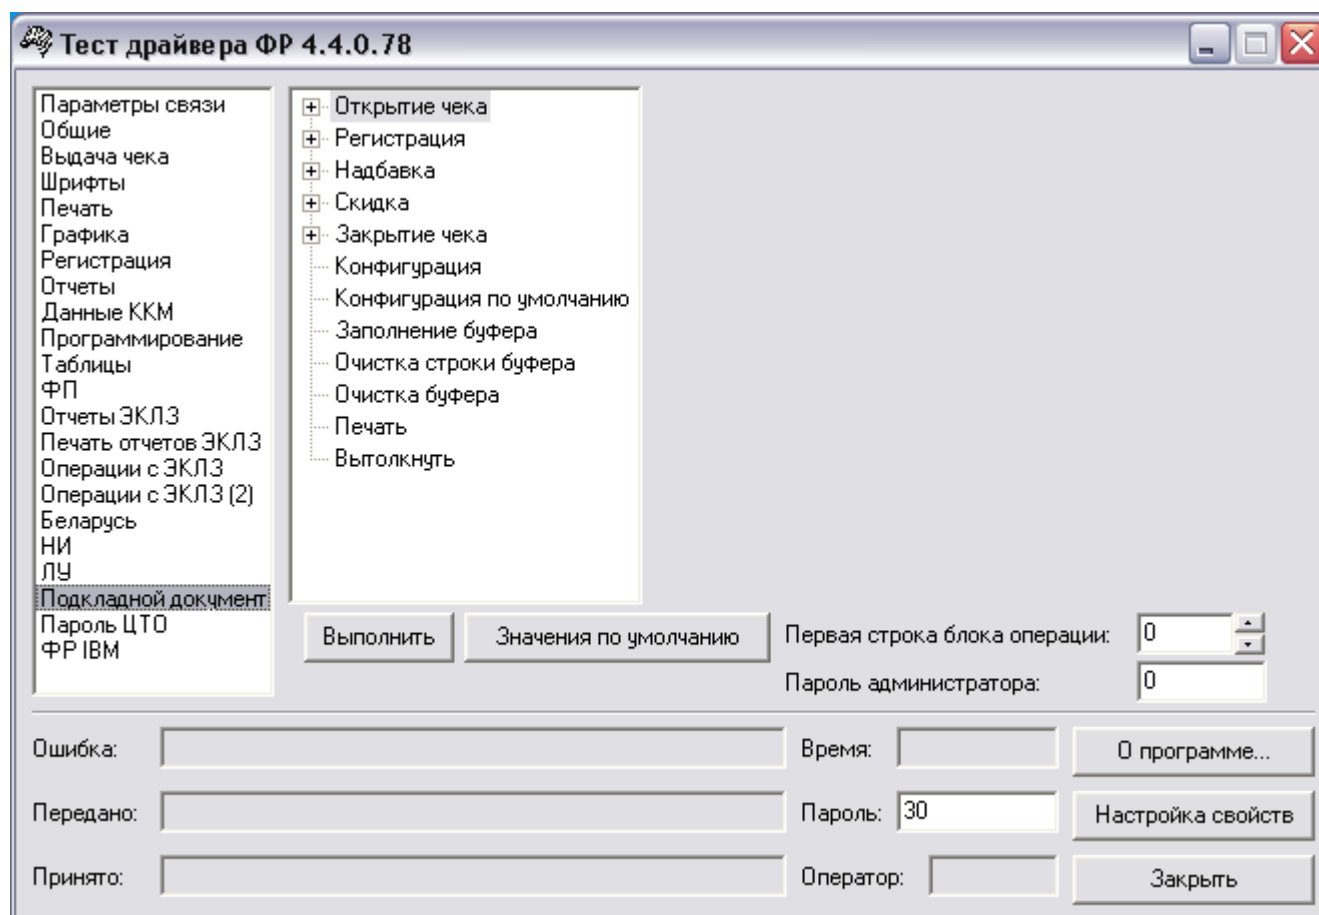 Тест драйвера ФР 4.4.0.78
Параметры связи
Общие
Выдача чека
Шрифты
Печать
Графика
Регистрация
Отчеты
Данные ККМ
Программирование
Таблицы
ФП
Отчеты ЭКЛЗ
Печать отчетов ЭКЛЗ
Операции с ЭКЛЗ
Операции с ЭКЛЗ (2)
Беларусь
НИ
ЛУ
Подкладной документ
Пароль ЦТО
ФР IBM
Открытие чека
Регистрация
Надбавка
Скидка
Закрытие чека
Конфигурация
Конфигурация по умолчанию
Заполнение буфера
Очистка строки буфера
Очистка буфера
Печать
Вытолкнуть
Выполнить
Значения по умолчанию
Первая строка блока операции: 0
Пароль администратора: 0
Ошибка:
Время:
О программе...
Передано:
Пароль: 30
Настройка свойств
Принято:
Оператор:
Закрыть